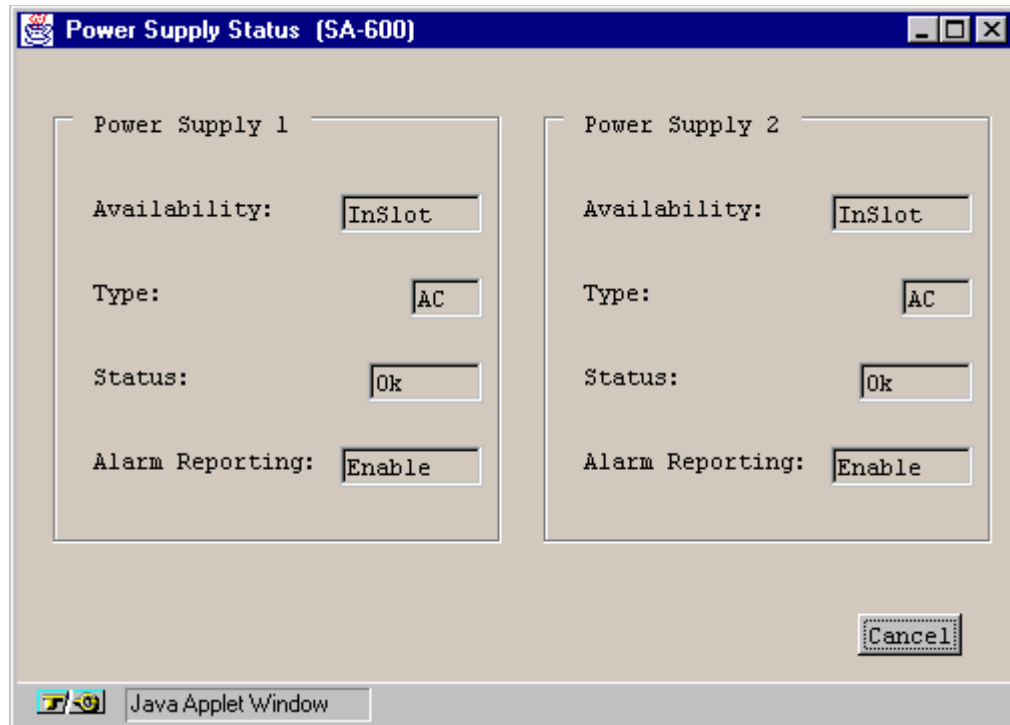 Power Supply Status (SA-600)
Power Supply 1
Availability: InSlot
Type: AC
Status: Ok
Alarm Reporting: Enable
Power Supply 2
Availability: InSlot
Type: AC
Status: Ok
Alarm Reporting: Enable
Cancel
Java Applet Window